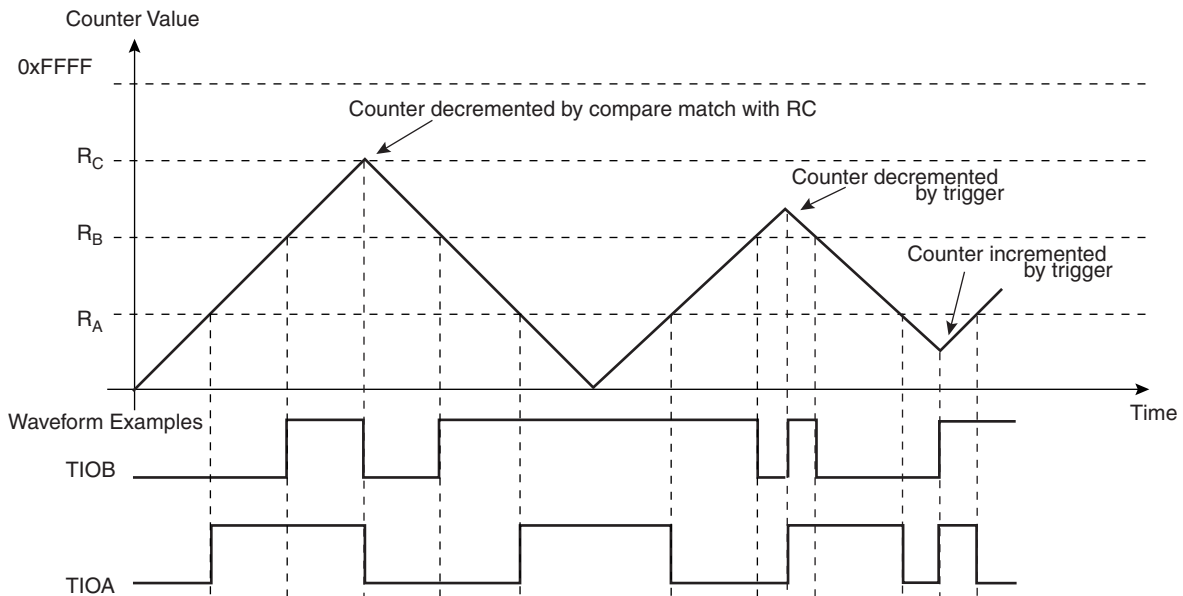 Counter Value
0xFFFF
Counter decremented by compare match with RC
RC
Counter decremented
by trigger
RB
Counter incremented
by trigger
RA
Time
Waveform Examples
TIOB
TIOA